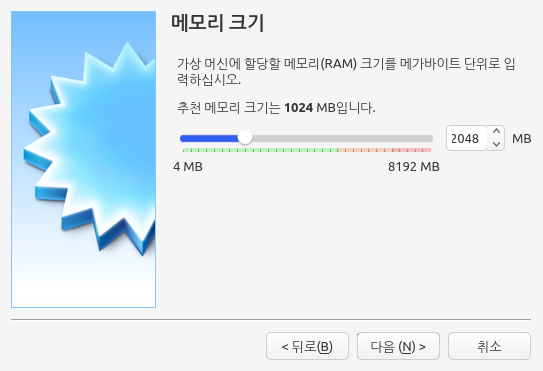 메모리 크기
가상 머신에 할당할 메모리(RAM) 크기를 메가바이트 단위로 입
력하십시오.
추천 메모리 크기는 1024 MB입니다.
2048 MB
4 MB 8192 MB
< 뒤로(B) 다음 (N) > 취소